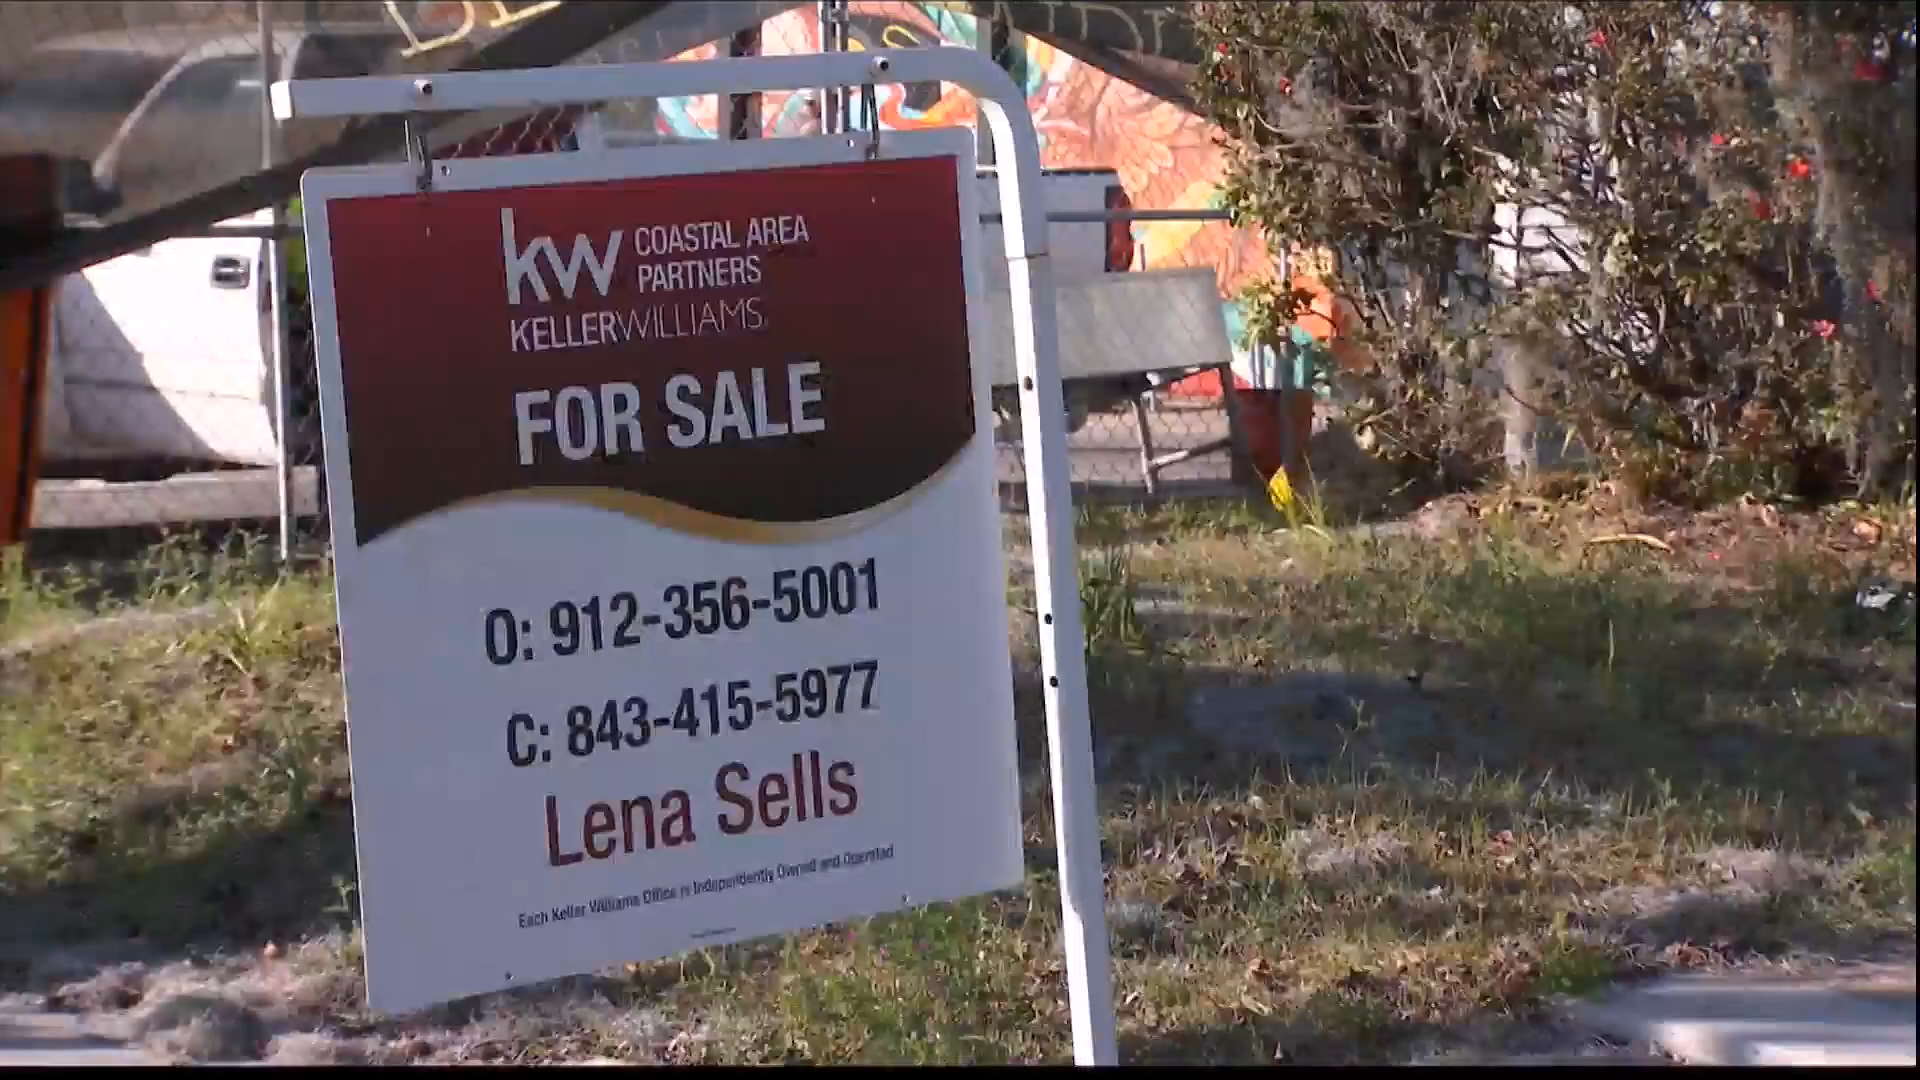 kw COASTAL AREA
PARTNERS
KELLERWILLIAMS.
FOR SALE
O: 912-356-5001
C: 843-415-5977
Lena Sells
Each Keller Williams Office is Independently Owned and Operated